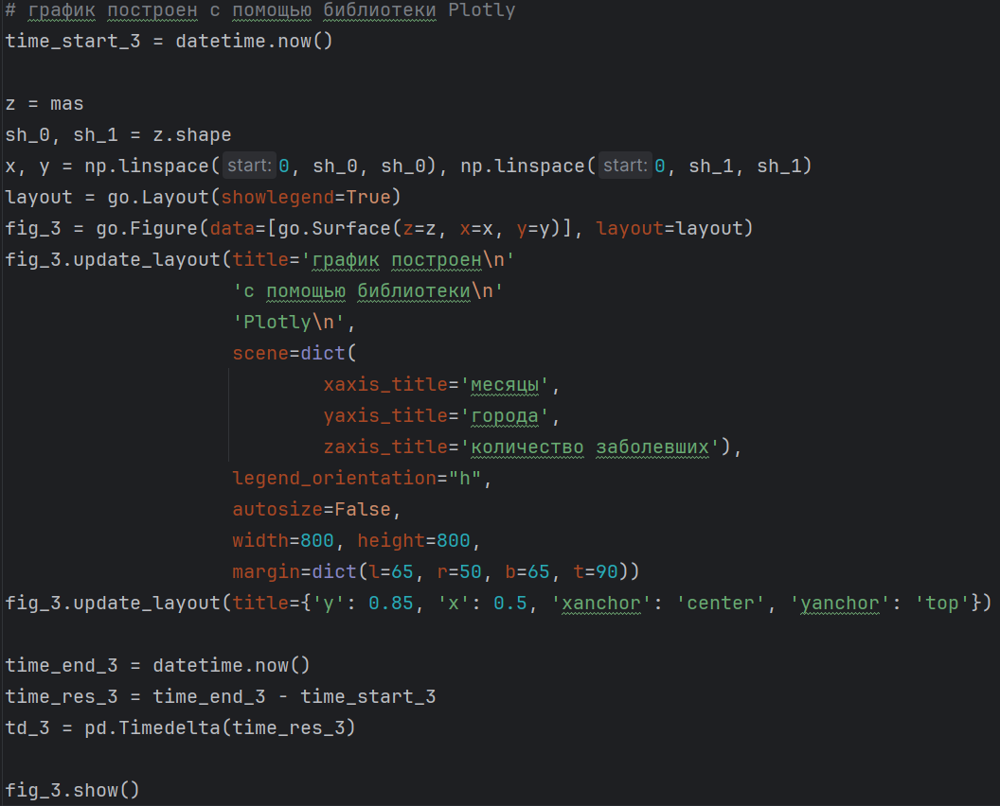 # график построен с помощью библиотеки Plotly
time_start_3 = datetime.now()
z = mas
sh_0, sh_1 = z.shape
x, y = np.linspace(start: 0, sh_0, sh_0), np.linspace(start: 0, sh_1, sh_1)
layout = go.Layout(showlegend=True)
fig_3 = go.Figure(data=[go.Surface(z=z, x=x, y=y)], layout=layout)
fig_3.update_layout(title='график построен\n'
'с помощью библиотеки\n'
'Plotly\n',
scene=dict(
xaxis_title='месяцы',
yaxis_title='города',
zaxis_title='количество заболевших'),
legend_orientation="h",
autosize=False,
width=800, height=800,
margin=dict(l=65, r=50, b=65, t=90))
fig_3.update_layout(title={'y': 0.85, 'x': 0.5, 'xanchor': 'center', 'yanchor': 'top'})
time_end_3 = datetime.now()
time_res_3 = time_end_3 - time_start_3
td_3 = pd.Timedelta(time_res_3)
fig_3.show()